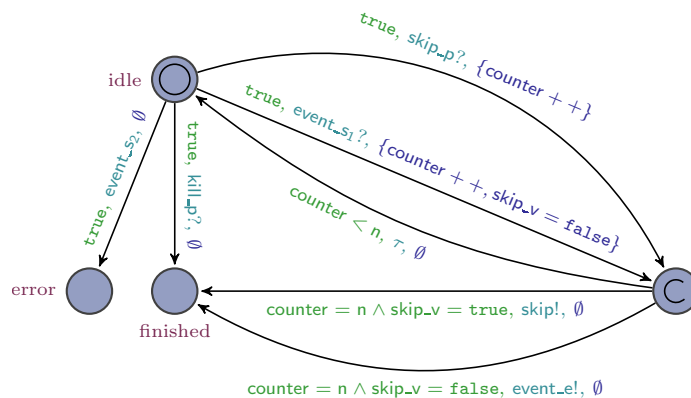 true, skip_p?, {counter + +}
idle
true, event_s₁?, {counter + +, skip_v = false}
true, event_s₂, ∅
true, kill_p?, ∅
counter < n, τ, ∅
error
C
counter = n ∧ skip_v = true, skip!, ∅
finished
counter = n ∧ skip_v = false, event_e!, ∅